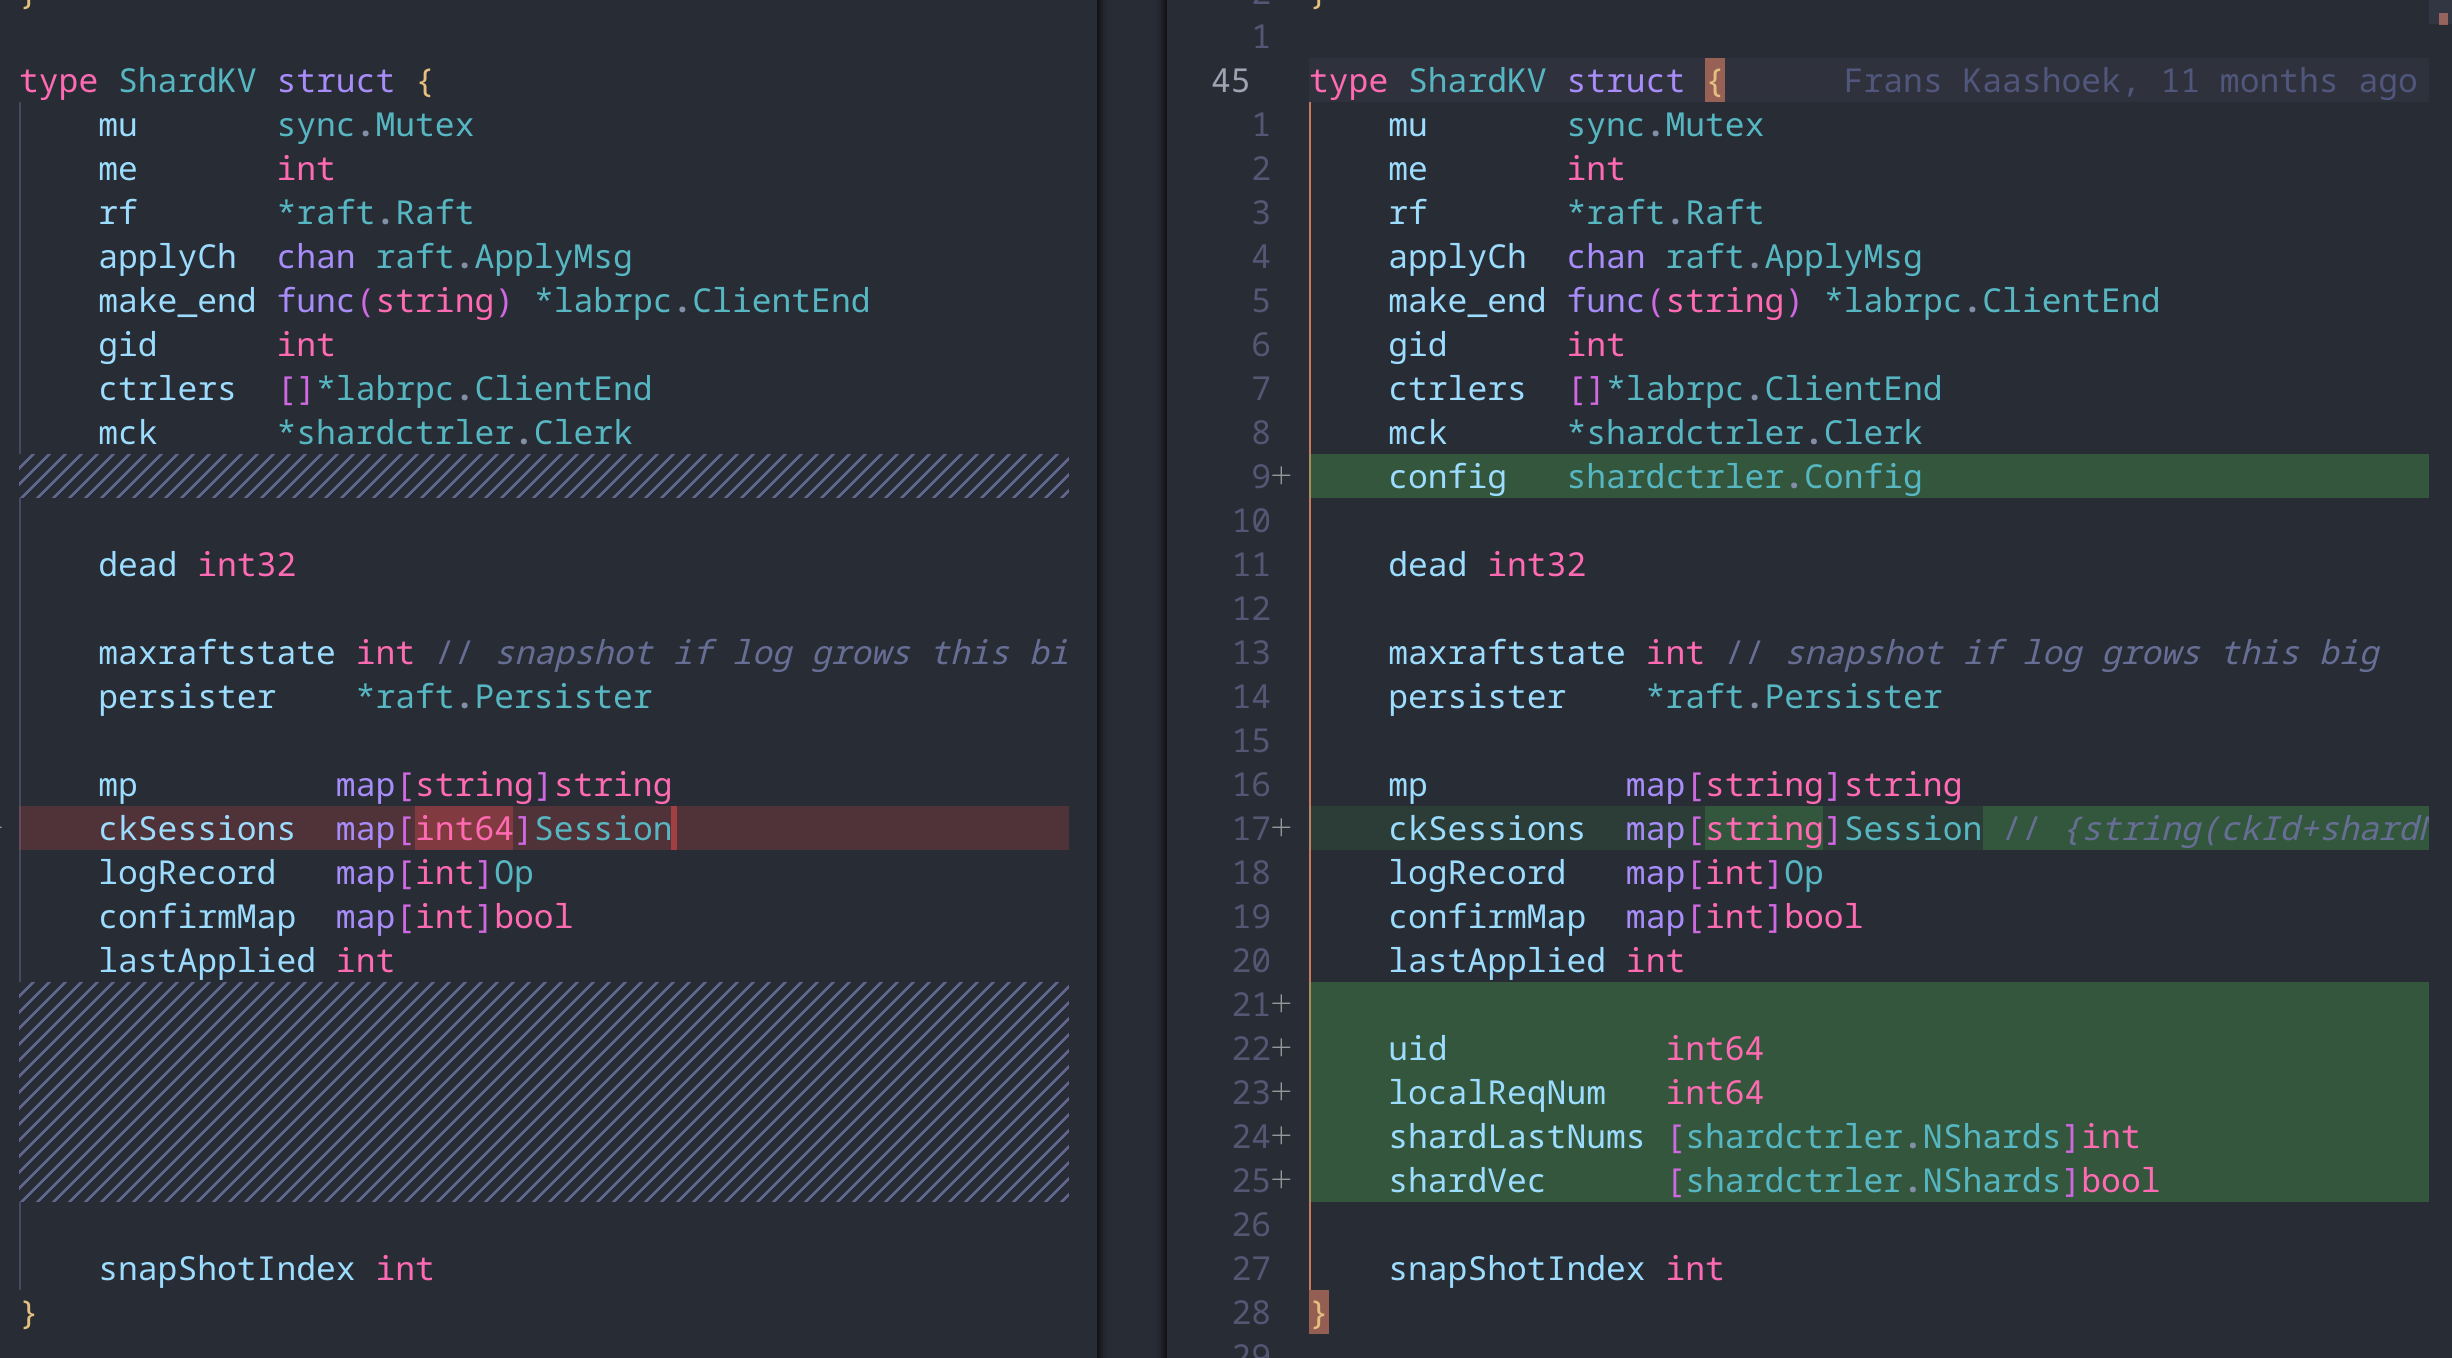 }
type ShardKV struct {
mu sync.Mutex
me int
rf *raft.Raft
applyCh chan raft.ApplyMsg
make_end func(string) *labrpc.ClientEnd
gid int
ctrlers []*labrpc.ClientEnd
mck *shardctrler.Clerk
dead int32
maxraftstate int // snapshot if log grows this bi
persister *raft.Persister
mp map[string]string
ckSessions map[int64]Session
logRecord map[int]Op
confirmMap map[int]bool
lastApplied int
snapShotIndex int
}
2 }
1
45 type ShardKV struct { Frans Kaashoek, 11 months ago
1 mu sync.Mutex
2 me int
3 rf *raft.Raft
4 applyCh chan raft.ApplyMsg
5 make_end func(string) *labrpc.ClientEnd
6 gid int
7 ctrlers []*labrpc.ClientEnd
8 mck *shardctrler.Clerk
9+ config shardctrler.Config
10
11 dead int32
12
13 maxraftstate int // snapshot if log grows this big
14 persister *raft.Persister
15
16 mp map[string]string
17+ ckSessions map[string]Session // {string(ckId+shard
18 logRecord map[int]Op
19 confirmMap map[int]bool
20 lastApplied int
21+
22+ uid int64
23+ localReqNum int64
24+ shardLastNums [shardctrler.NShards]int
25+ shardVec [shardctrler.NShards]bool
26
27 snapShotIndex int
28 }
29